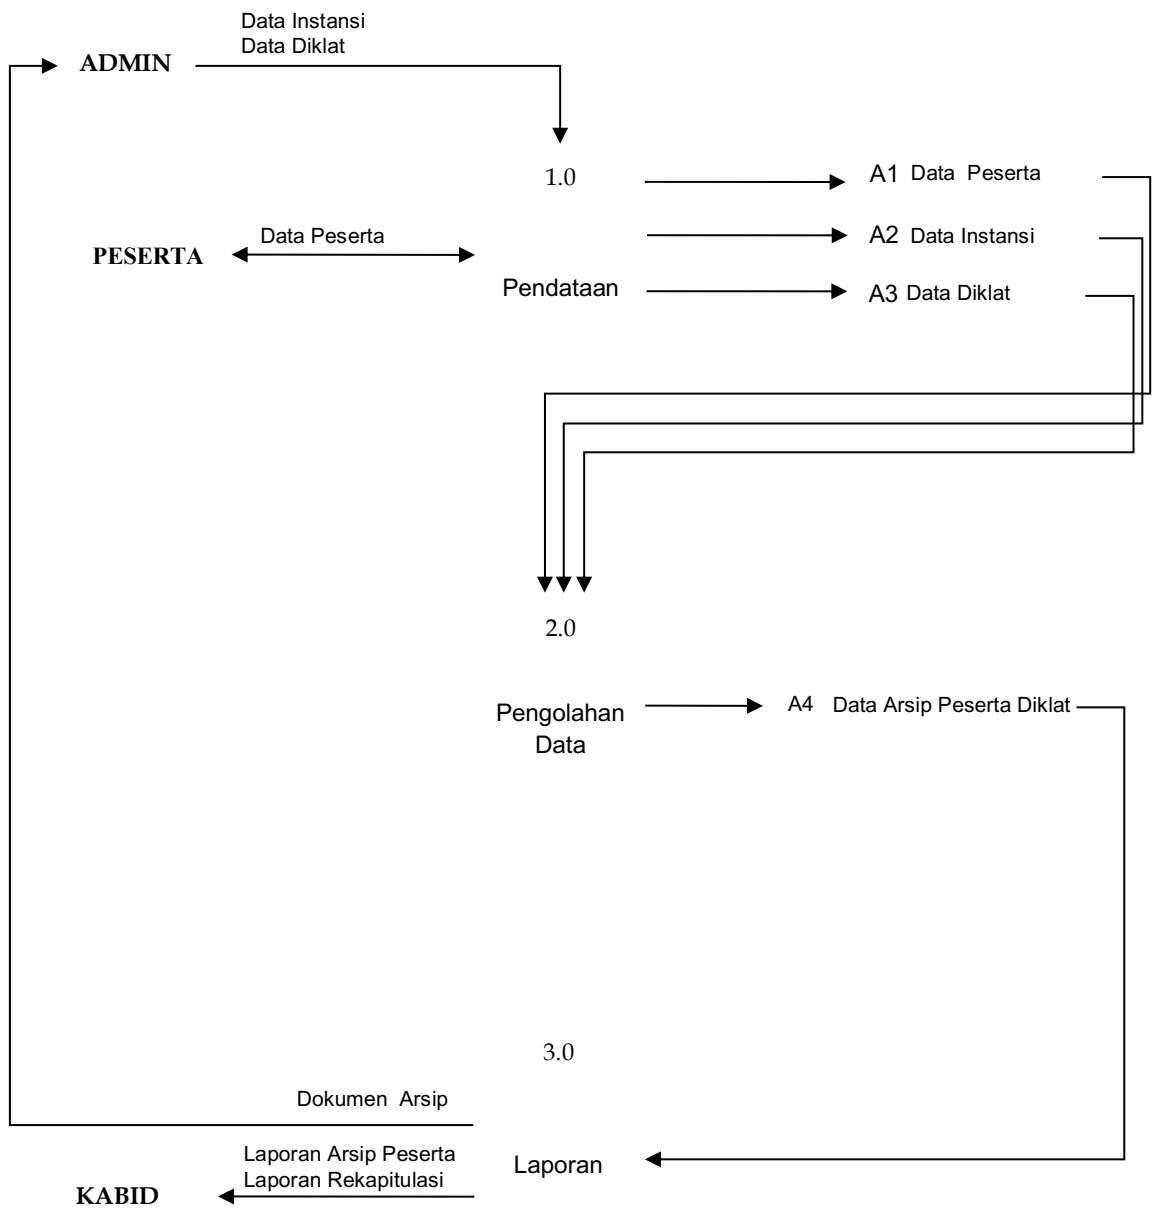 Data Instansi
Data Diklat
ADMIN
1.0
A1 Data Peserta
Data Peserta
A2 Data Instansi
PESERTA
Pendataan
A3 Data Diklat
2.0
Pengolahan
Data
A4 Data Arsip Peserta Diklat
3.0
Dokumen Arsip
Laporan Arsip Peserta
Laporan Rekapitulasi
Laporan
KABID